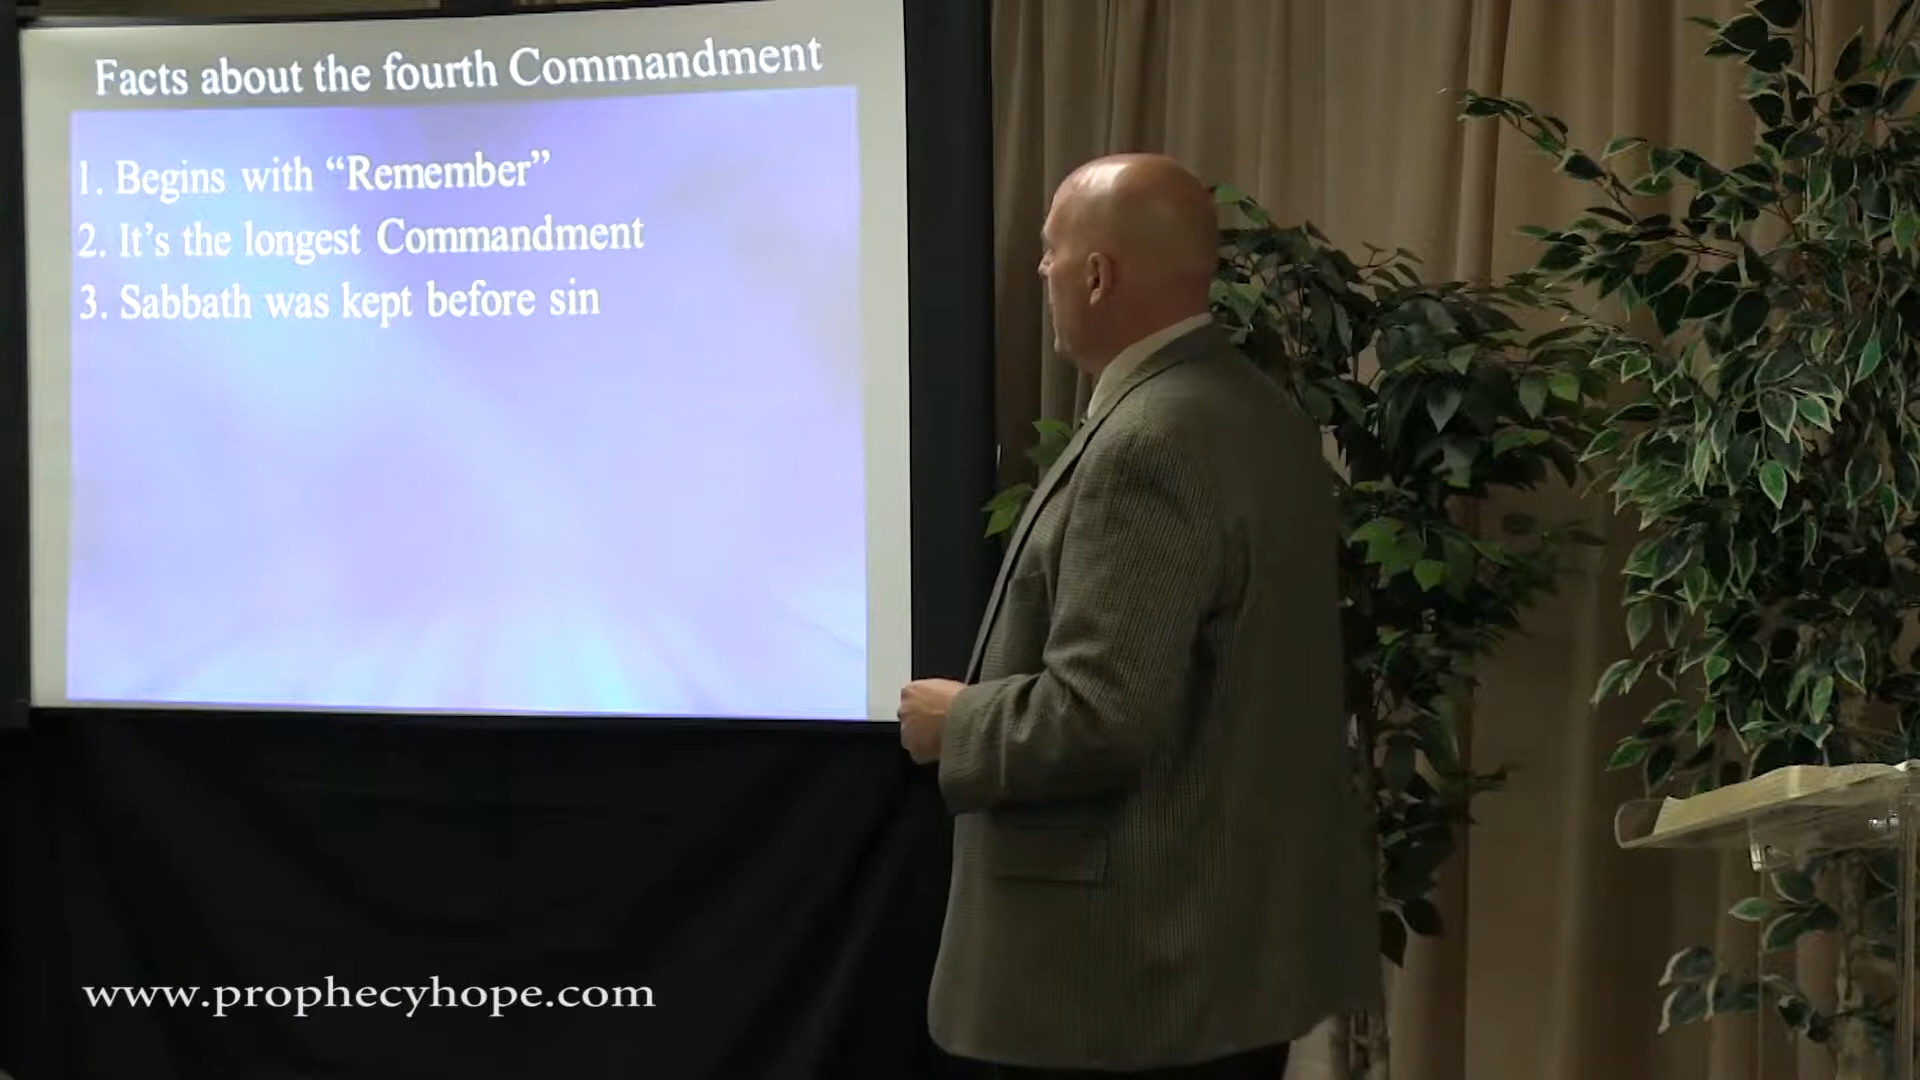 Facts about the fourth Commandment
1. Begins with “Remember”
2. It’s the longest Commandment
3. Sabbath was kept before sin
www.prophecyhope.com